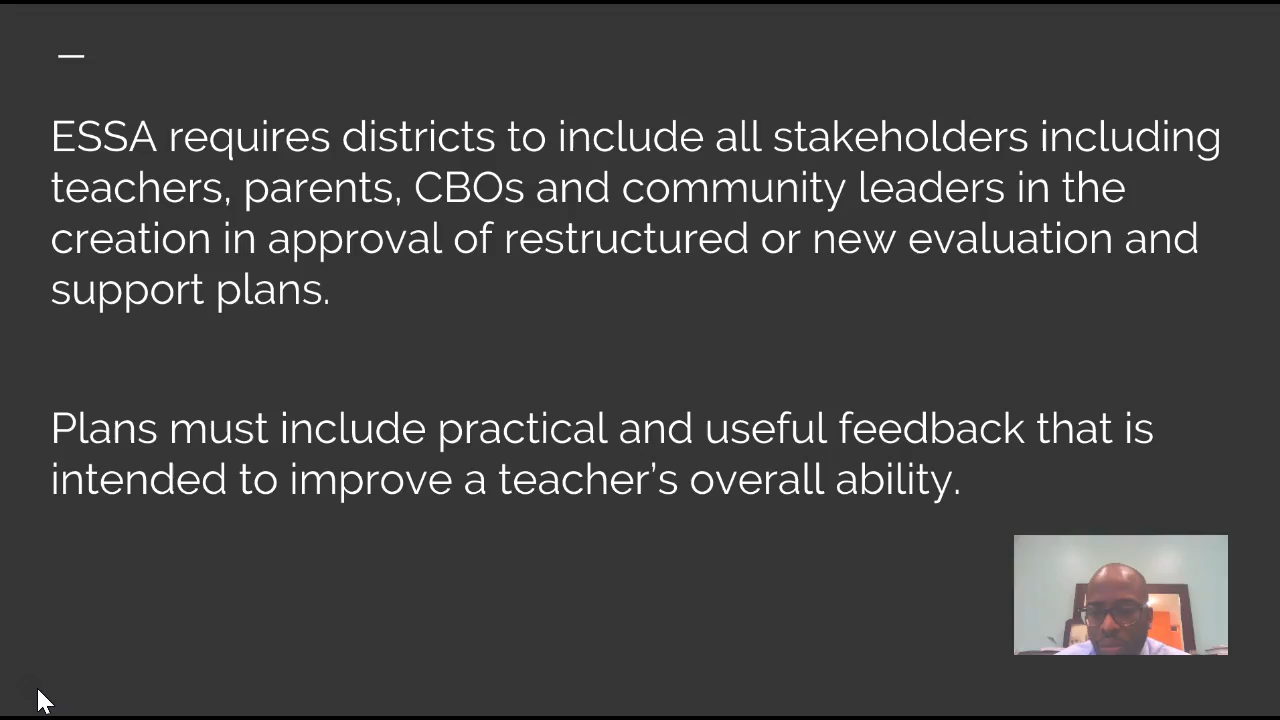 ESSA requires districts to include all stakeholders including
teachers, parents, CBOs and community leaders in the
creation in approval of restructured or new evaluation and
support plans.
Plans must include practical and useful feedback that is
intended to improve a teacher’s overall ability.